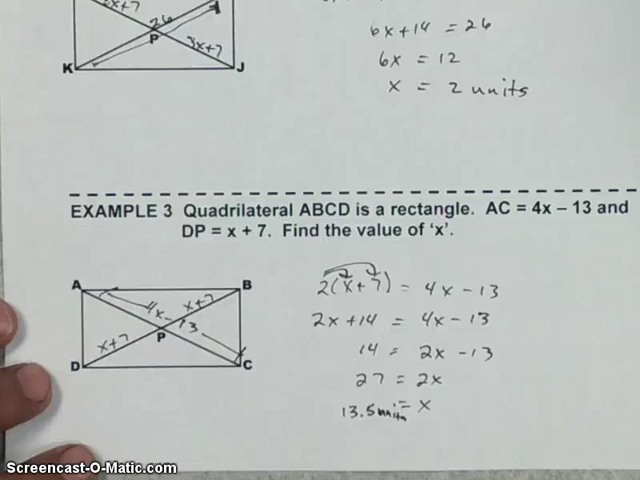 2x+7
26
P
3x+7
K
J
6x+14 = 26
6x = 12
x = 2 units
EXAMPLE 3 Quadrilateral ABCD is a rectangle. AC = 4x – 13 and
DP = x + 7. Find the value of ‘x’.
A
B
4x – 13
x+7
x+7
P
D
C
2(x+7) = 4x –13
2x+14 = 4x –13
14 = 2x –13
27 = 2x
13.5 units = x
Screencast-O-Matic.com